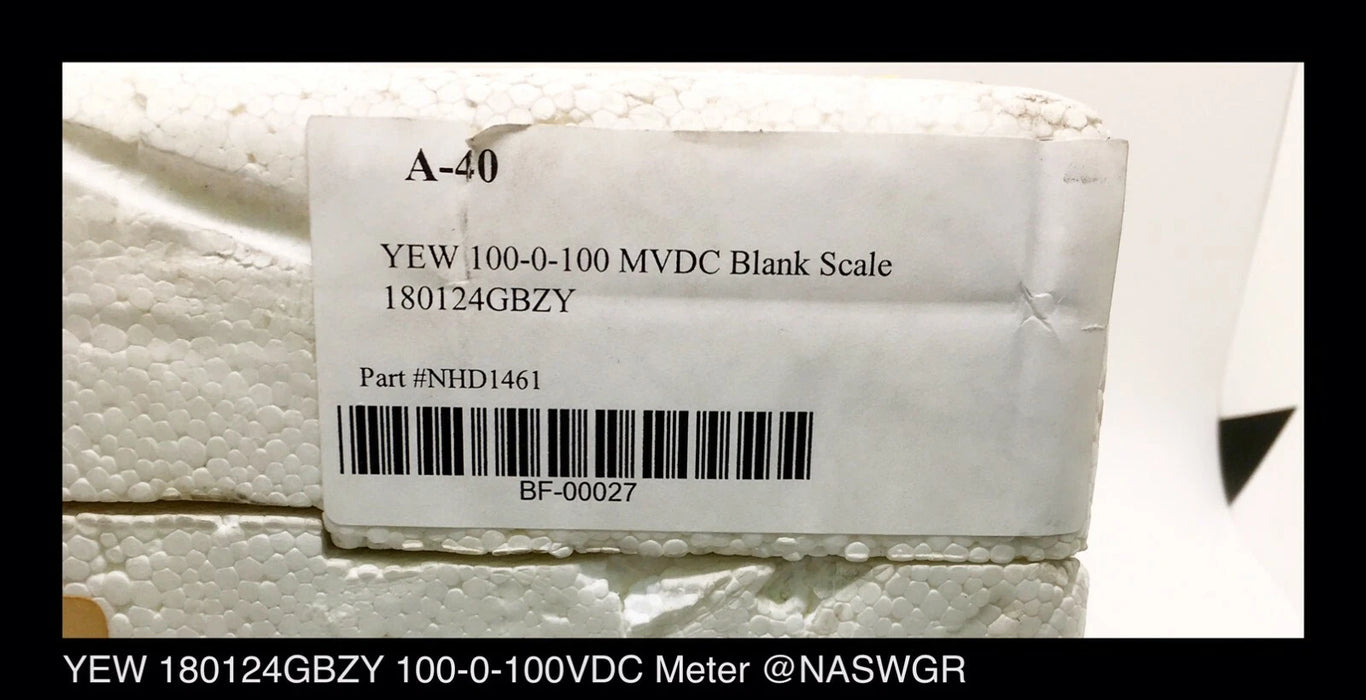 A-40
YEW 100-0-100 MVDC Blank Scale
180124GBZY
Part #NHD1461
BF-00027
YEW 180124GBZY 100-0-100VDC Meter @NASWGR